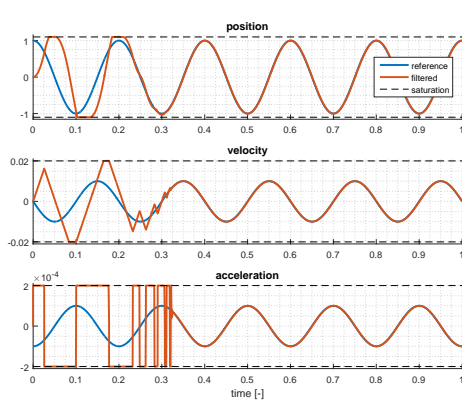 position
1
0
-1
reference
filtered
saturation
0 0.1 0.2 0.3 0.4 0.5 0.6 0.7 0.8 0.9 1
velocity
0.02
0
-0.02
0 0.1 0.2 0.3 0.4 0.5 0.6 0.7 0.8 0.9 1
acceleration
×10⁻⁴
2
0
-2
0 0.1 0.2 0.3 0.4 0.5 0.6 0.7 0.8 0.9 1
time [-]